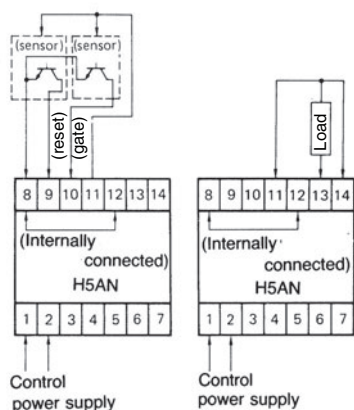 (sensor) (sensor)
(reset)
(gate)
8 9 10 11 12 13 14
(Internally
connected)
H5AN
1 2 3 4 5 6 7
Control
power supply
Load
8 9 10 11 12 13 14
(Internally
connected)
H5AN
1 2 3 4 5 6 7
Control
power supply